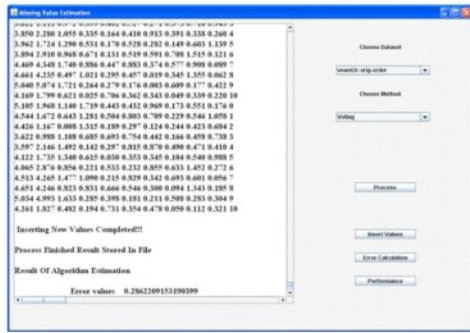 Missing Value Estimation
3.850 2.280 1.055 0.335 0.164 0.410 0.913 0.391 0.338 0.260 4
3.962 1.724 1.290 0.531 0.170 0.528 0.282 0.149 0.603 1.139 5
3.894 2.910 0.968 0.671 0.131 0.519 0.591 0.708 1.515 0.121 6
4.469 4.348 1.740 0.886 0.447 0.883 0.374 0.577 0.908 0.089 7
4.661 4.235 0.497 1.021 0.295 0.457 0.019 0.345 1.355 0.062 8
5.040 5.074 1.721 0.264 0.279 0.176 0.003 0.609 0.177 0.422 9
4.169 1.799 0.621 0.025 0.706 0.362 0.343 0.049 0.339 0.220 10
5.105 1.968 1.140 1.719 0.443 0.432 0.969 0.173 0.551 0.176 0
4.544 1.672 0.643 1.281 0.504 0.803 0.709 0.229 0.546 1.058 1
4.426 1.167 0.008 1.315 0.189 0.297 0.124 0.244 0.423 0.684 2
3.622 0.988 1.108 0.685 0.693 0.754 0.442 0.166 0.458 0.738 3
3.597 2.146 1.492 0.142 0.297 0.815 0.870 0.490 0.471 0.410 4
4.122 1.735 0.340 0.615 0.030 0.353 0.345 0.104 0.540 0.988 5
4.065 2.876 0.856 0.221 0.533 0.232 0.855 0.633 1.452 0.272 6
4.513 4.265 1.477 1.090 0.215 0.829 0.342 0.693 0.601 0.056 7
4.651 4.246 0.823 0.831 0.666 0.546 0.300 0.094 1.343 0.185 8
5.034 4.993 1.633 0.285 0.398 0.181 0.211 0.508 0.283 0.304 9
4.261 1.827 0.482 0.194 0.731 0.354 0.478 0.050 0.112 0.321 10
Inserting New Values Completed!!!
Process Finished Result Stored In File
Result Of Algorithm Estimation
Error values 0.2862209153190399
Choose Dataset
Choose Method
Voting
Process
Insert Values
Error Calculation
Performance